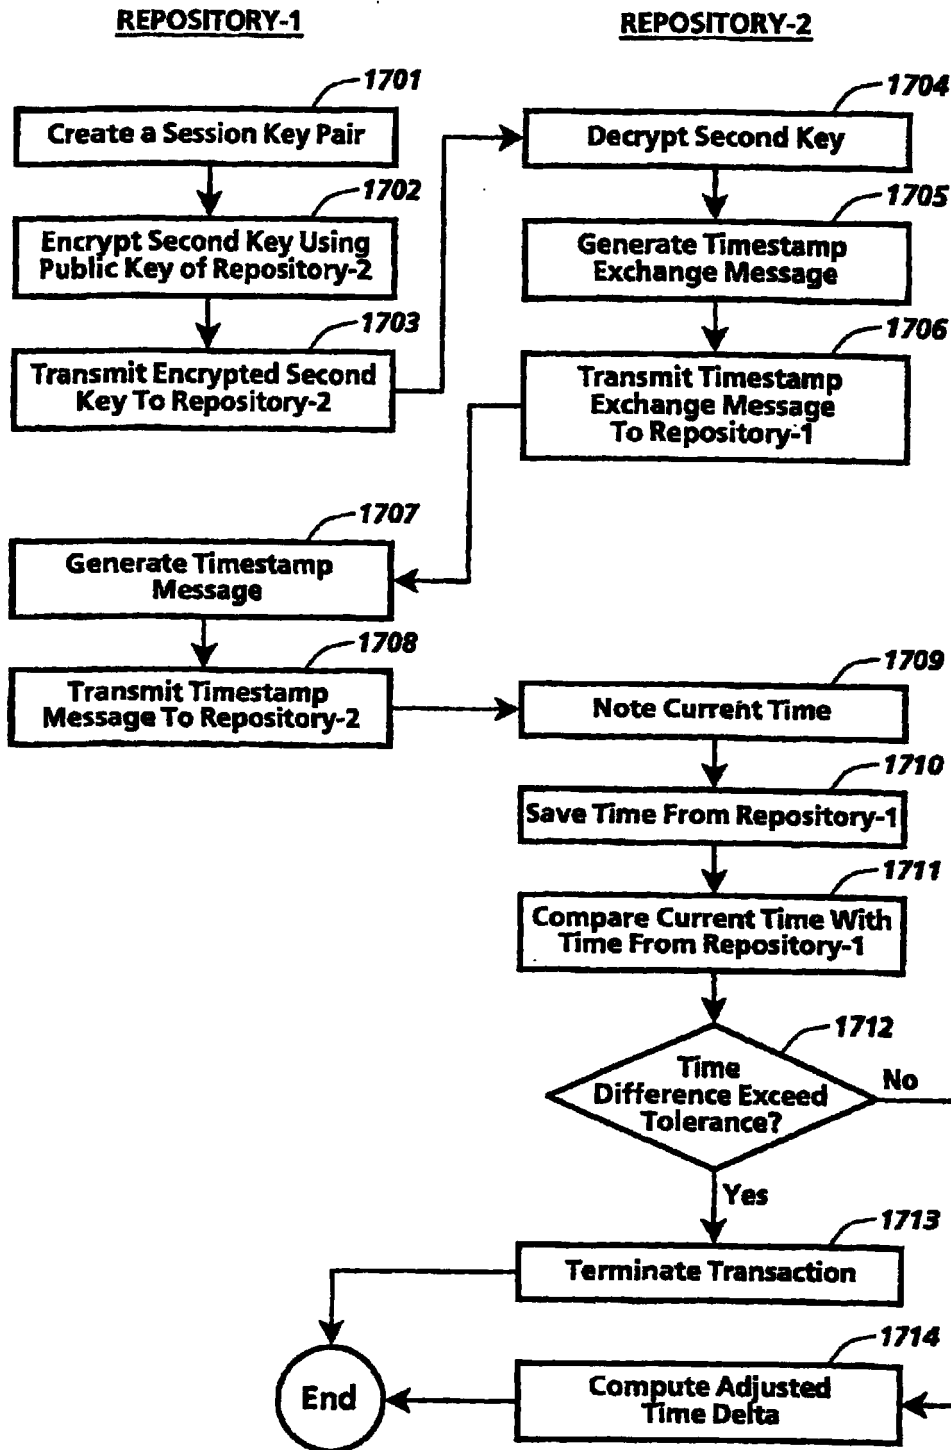 REPOSITORY-1
REPOSITORY-2
1701
Create a Session Key Pair
1702
Encrypt Second Key Using
Public Key of Repository-2
1703
Transmit Encrypted Second
Key To Repository-2
1704
Decrypt Second Key
1705
Generate Timestamp
Exchange Message
1706
Transmit Timestamp
Exchange Message
To Repository-1
1707
Generate Timestamp
Message
1708
Transmit Timestamp
Message To Repository-2
1709
Note Current Time
1710
Save Time From Repository-1
1711
Compare Current Time With
Time From Repository-1
1712
Time
Difference Exceed
Tolerance?
No
Yes
1713
Terminate Transaction
1714
Compute Adjusted
Time Delta
End